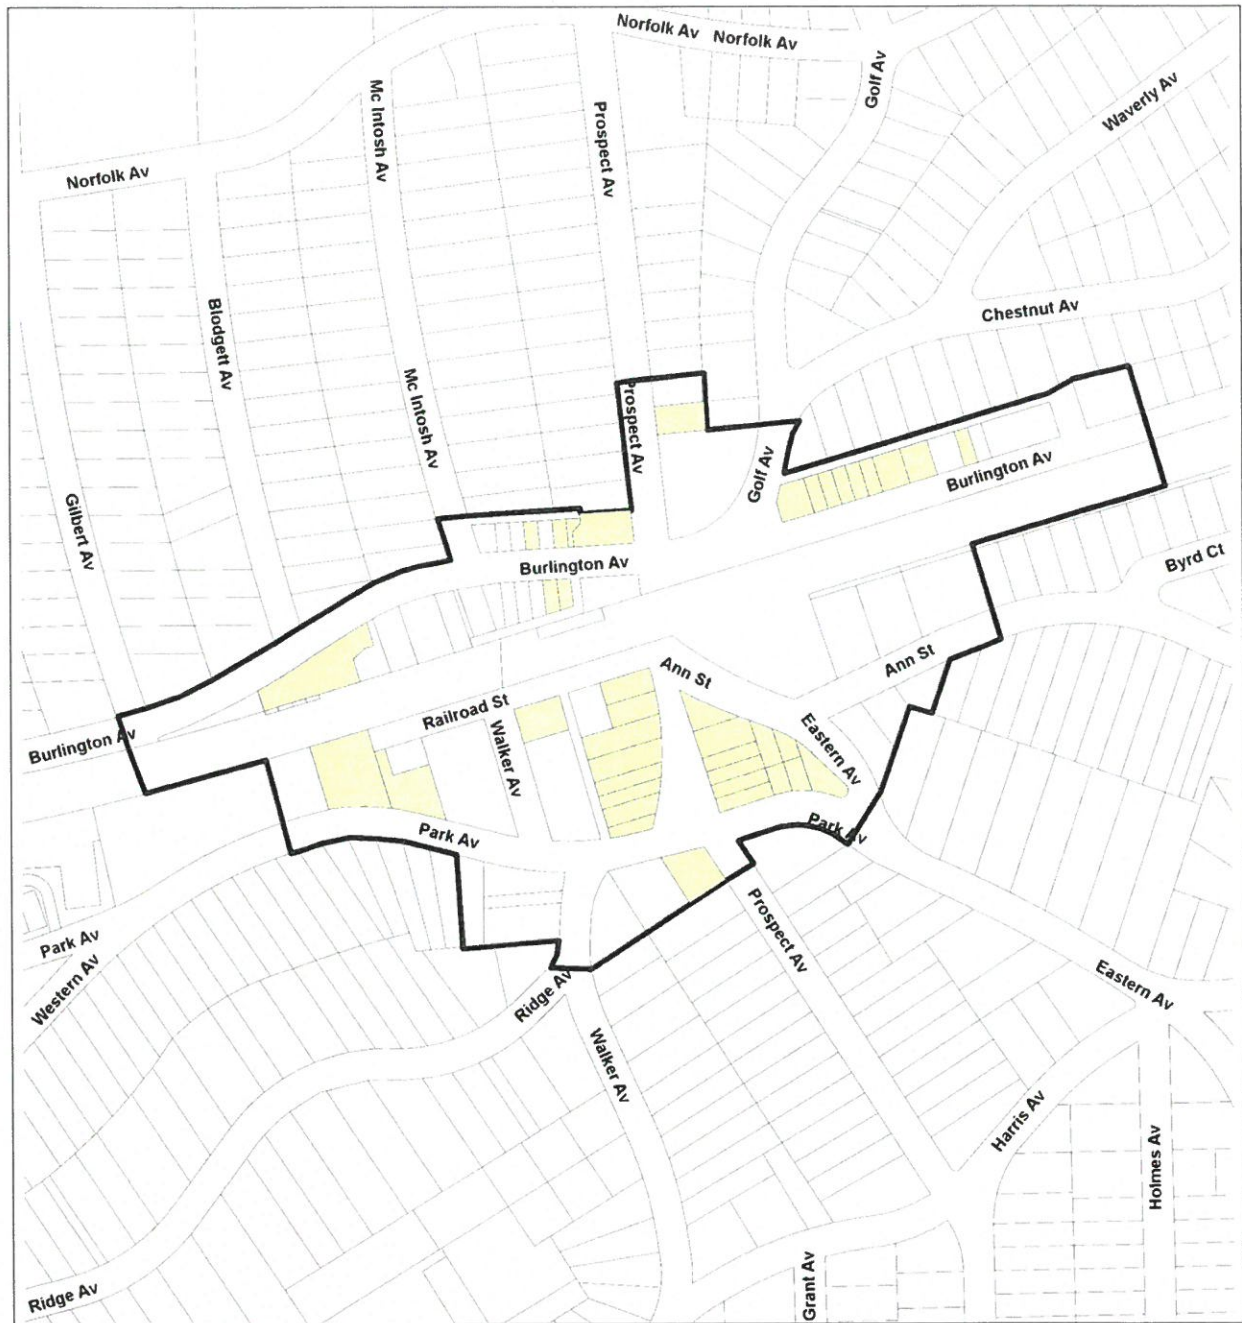 Norfolk Av
Norfolk Av
Golf Av
Waverly Av
Mc Intosh Av
Prospect Av
Norfolk Av
Blodgett Av
Chestnut Av
Mc Intosh Av
Prospect Av
Golf Av
Burlington Av
Gilbert Av
Burlington Av
Byrd Ct
Ann St
Ann St
Railroad St
Walker Av
Eastern Av
Burlington Av
Park Av
Park Av
Prospect Av
Park Av
Western Av
Ridge Av
Eastern Av
Walker Av
Harris Av
Holmes Av
Ridge Av
Grant Av